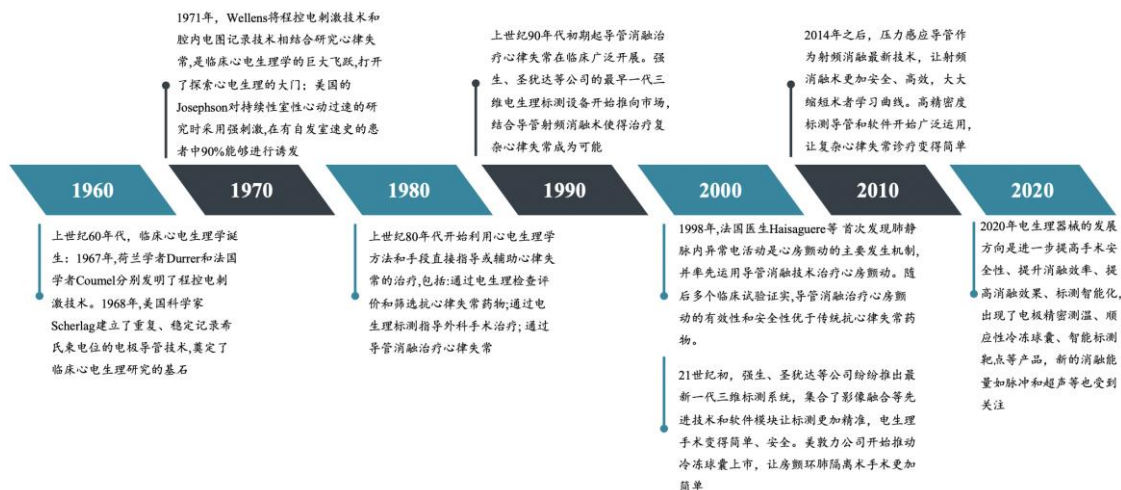 1971年，Wellens将程控电刺激技术和
腔内电图记录技术相结合研究心律失
常,是临床心电生理学的巨大飞跃,打开
了探索心电生理的大门；美国的
Josephson对持续性室性心动过速的研
究时采用强刺激,在有自发室速史的患
者中90%能够进行诱发
上世纪90年代初期起导管消融治
疗心律失常在临床广泛开展。强
生、圣犹达等公司的最早一代三
维电生理标测设备开始推向市场，
结合导管射频消融术使得治疗复
杂心律失常成为可能
2014年之后，压力感应导管作
为射频消融最新技术，让射频
消融术更加安全、高效，大大
缩短术者学习曲线。高精密度
标测导管和软件开始广泛运用，
让复杂心律失常诊疗变得简单
1960
1970
1980
1990
2000
2010
2020
上世纪60年代，临床心电生理学诞
生：1967年,荷兰学者Durrer和法国
学者Coumel分别发明了程控电刺
激技术。1968年,美国科学家
Scherlag建立了重复、稳定记录希
氏束电位的电极导管技术,奠定了
临床心电生理研究的基石
上世纪80年代开始利用心电生理学
方法和手段直接指导或辅助心律失
常的治疗,包括:通过电生理检查评
价和筛选抗心律失常药物;通过电
生理标测指导外科手术治疗; 通过
导管消融治疗心律失常
1998年,法国医生Haisaguere等 首次发现肺静
脉内异常电活动是心房颤动的主要发生机制,
并率先运用导管消融技术治疗心房颤动。随
后多个临床试验证实,导管消融治疗心房颤
动的有效性和安全性优于传统抗心律失常药
物。
21世纪初，强生、圣犹达等公司纷纷推出最
新一代三维标测系统，集合了影像融合等先
进技术和软件模块让标测更加精准，电生理
手术变得简单、安全。美敦力公司开始推动
冷冻球囊上市，让房颤环肺隔离术手术更加
简单
2020年电生理器械的发展
方向是进一步提高手术安
全性、提升消融效率、提
高消融效果、标测智能化,
出现了电极精密测温、顺
应性冷冻球囊、智能标测
靶点等产品，新的消融能
量如脉冲和超声等也受到
关注